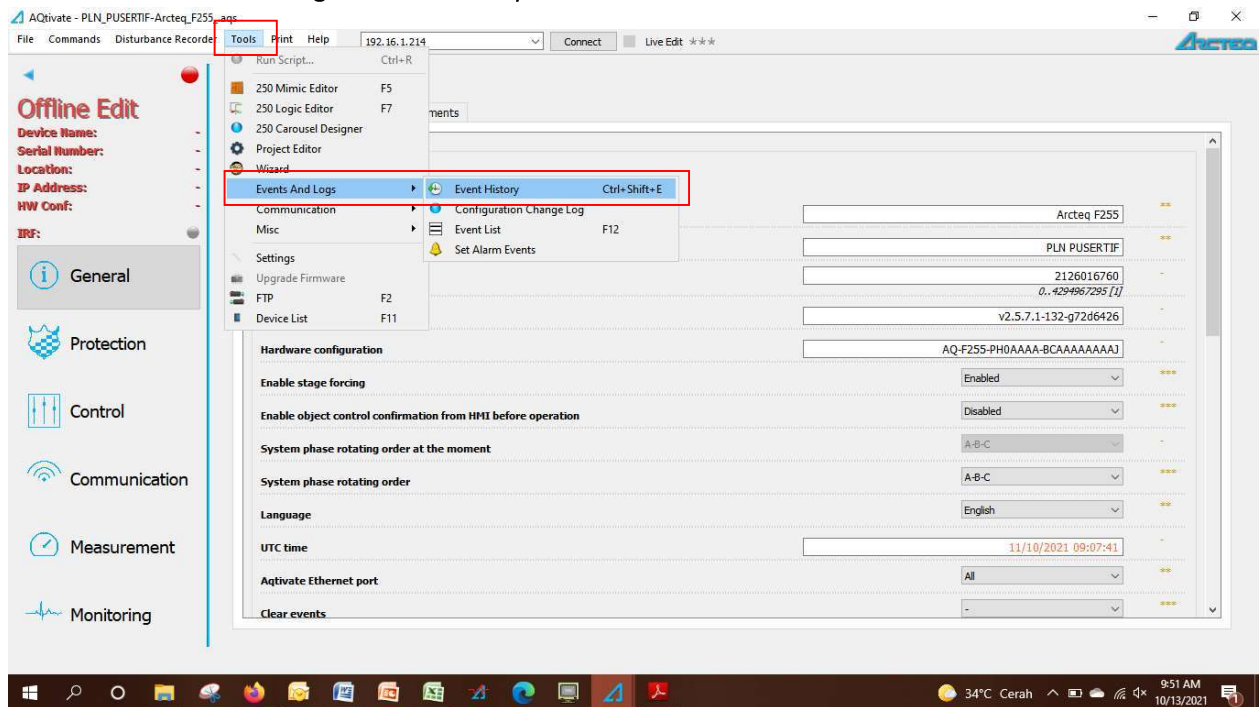 AQtivate - PLN_PUSERTIF-Arcteq_F255_.aqs
File Commands Disturbance Recorder Tools Print Help 192.16.1.214 Connect Live Edit ***
ARCTEQ
Run Script... Ctrl+R
250 Mimic Editor F5
250 Logic Editor F7
250 Carousel Designer
Project Editor
Wizard
Events And Logs
Communication
Misc
Settings
Upgrade Firmware
FTP F2
Device List F11
Event History Ctrl+Shift+E
Configuration Change Log
Event List F12
Set Alarm Events
Offline Edit
Device Name: -
Serial Number: -
Location: -
IP Address: -
HW Conf: -
IRF:
General
Protection
Control
Communication
Measurement
Monitoring
ments
Arcteq F255 **
PLN PUSERTIF **
2126016760 -
0..4294967295 [1]
v2.5.7.1-132-g72d6426 -
Hardware configuration AQ-F255-PH0AAAA-BCAAAAAAAJ -
Enable stage forcing Enabled ***
Enable object control confirmation from HMI before operation Disabled ***
System phase rotating order at the moment A-B-C -
System phase rotating order A-B-C ***
Language English **
UTC time 11/10/2021 09:07:41 -
Aqtivate Ethernet port All **
Clear events - ***
34°C Cerah 9:51 AM
10/13/2021